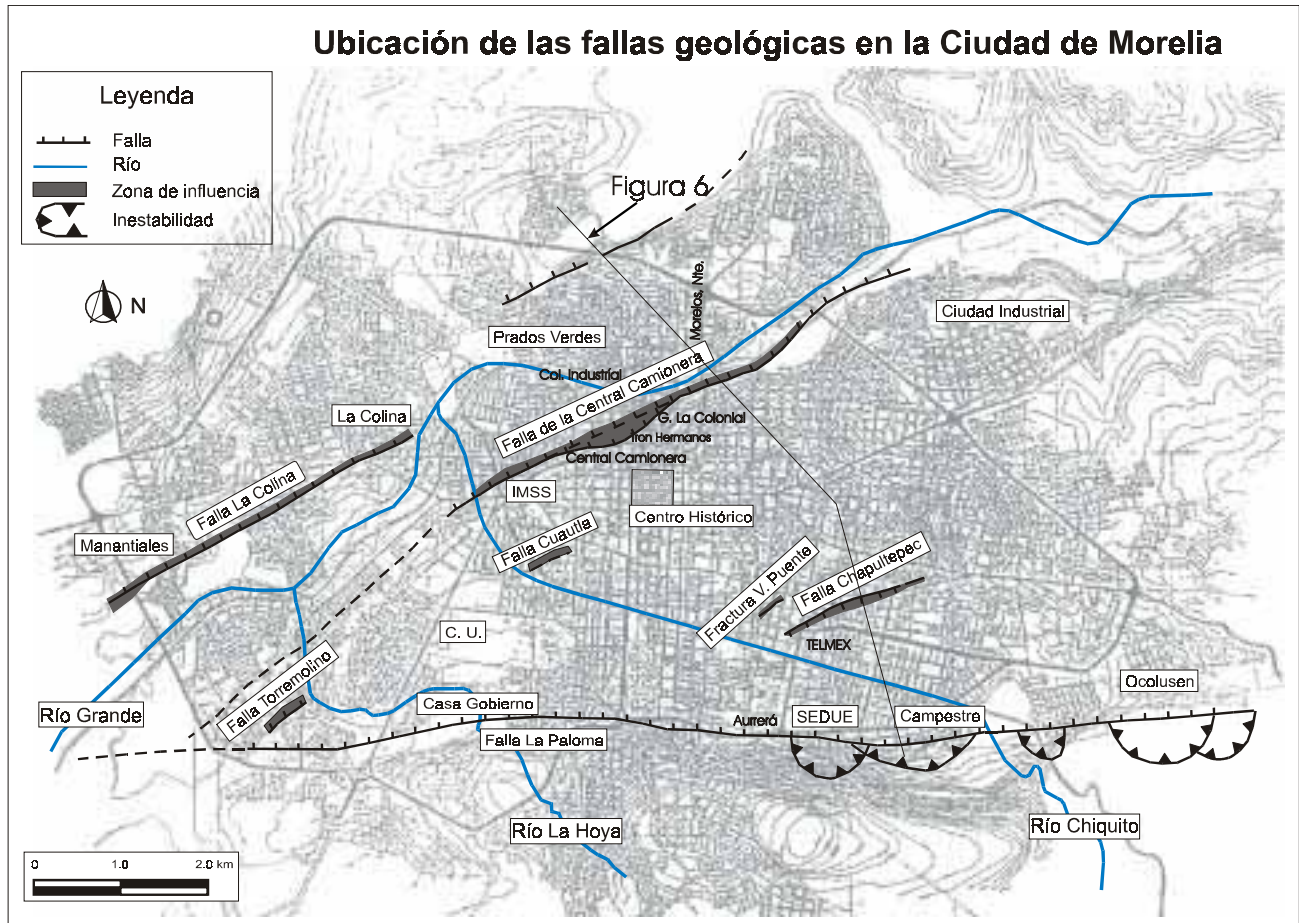 Ubicación de las fallas geológicas en la Ciudad de Morelia
Leyenda
Falla
Río
Zona de influencia
Inestabilidad
N
Figura 6
Morelos, Nte.
Ciudad Industrial
Prados Verdes
Col. Industrial
Falla de la Central Camionera
La Colina
G. La Colonial
Tron Hermanos
Central Camionera
Falla La Colina
IMSS
Centro Histórico
Manantiales
Falla Cuautla
Fractura V. Puente
Falla Chapultepec
C. U.
TELMEX
Falla Torremolino
Ocolusen
Río Grande
Casa Gobierno
Aurrerá
SEDUE
Campestre
Falla La Paloma
Río La Hoya
Río Chiquito
0 1.0 2.0 km